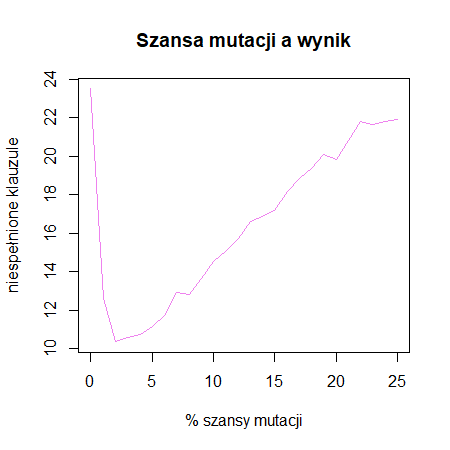 Szansa mutacji a wynik
niespełnione klauzule
24
22
20
18
16
14
12
10
0 5 10 15 20 25
% szansy mutacji